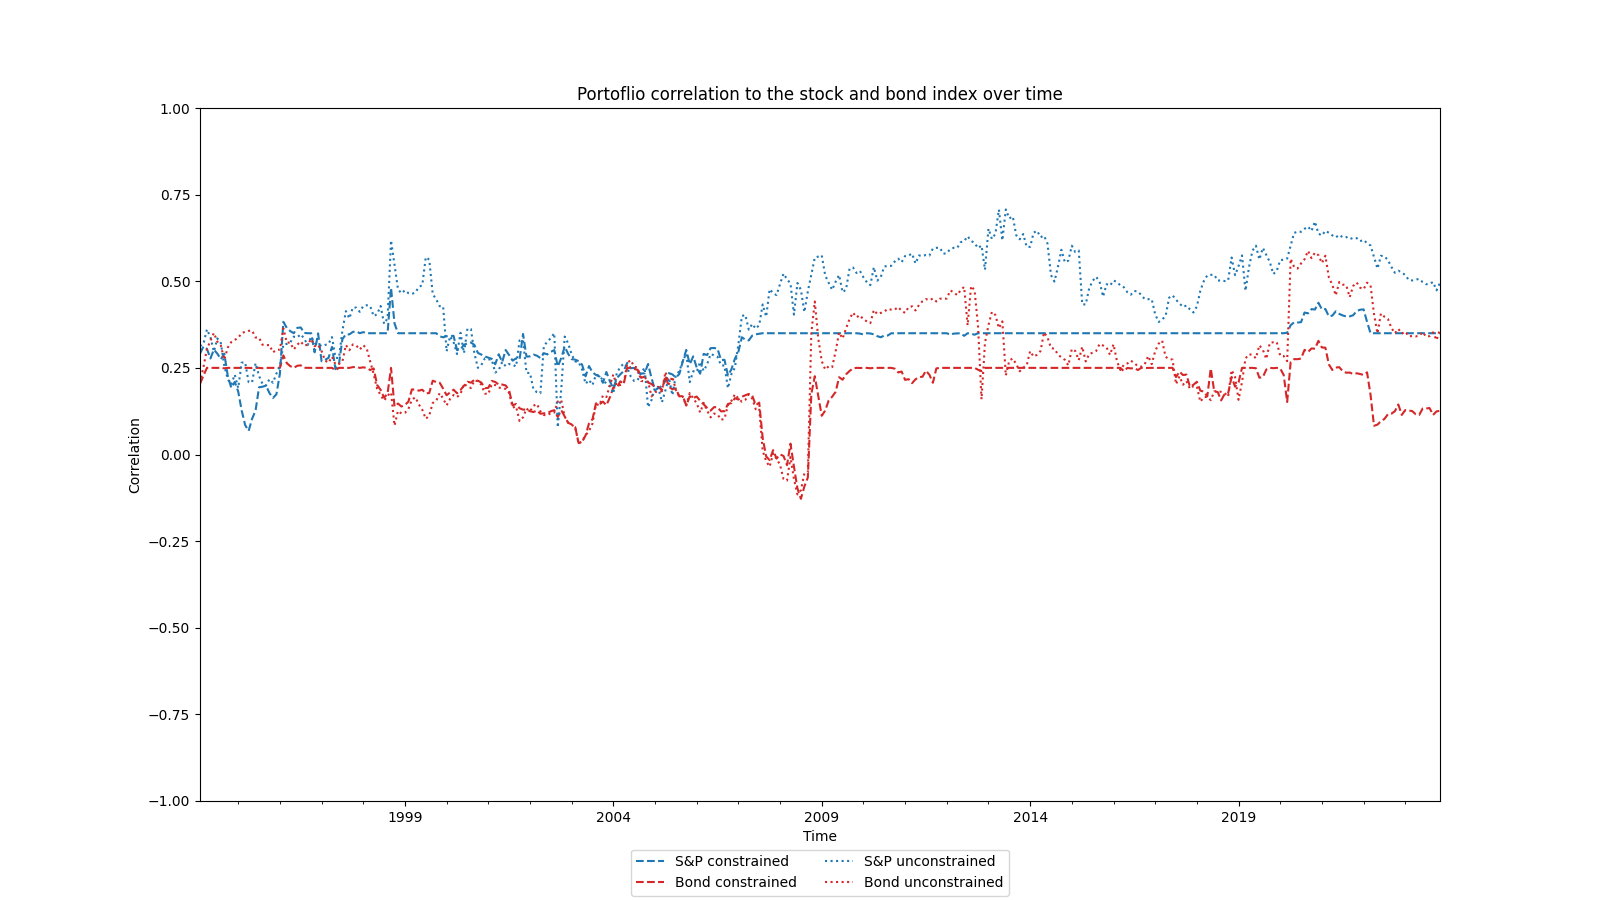 Portoflio correlation to the stock and bond index over time
1.00
0.75
0.50
0.25
0.00
−0.25
−0.50
−0.75
−1.00
Correlation
1999 2004 2009 2014 2019
Time
S&P constrained S&P unconstrained
Bond constrained Bond unconstrained